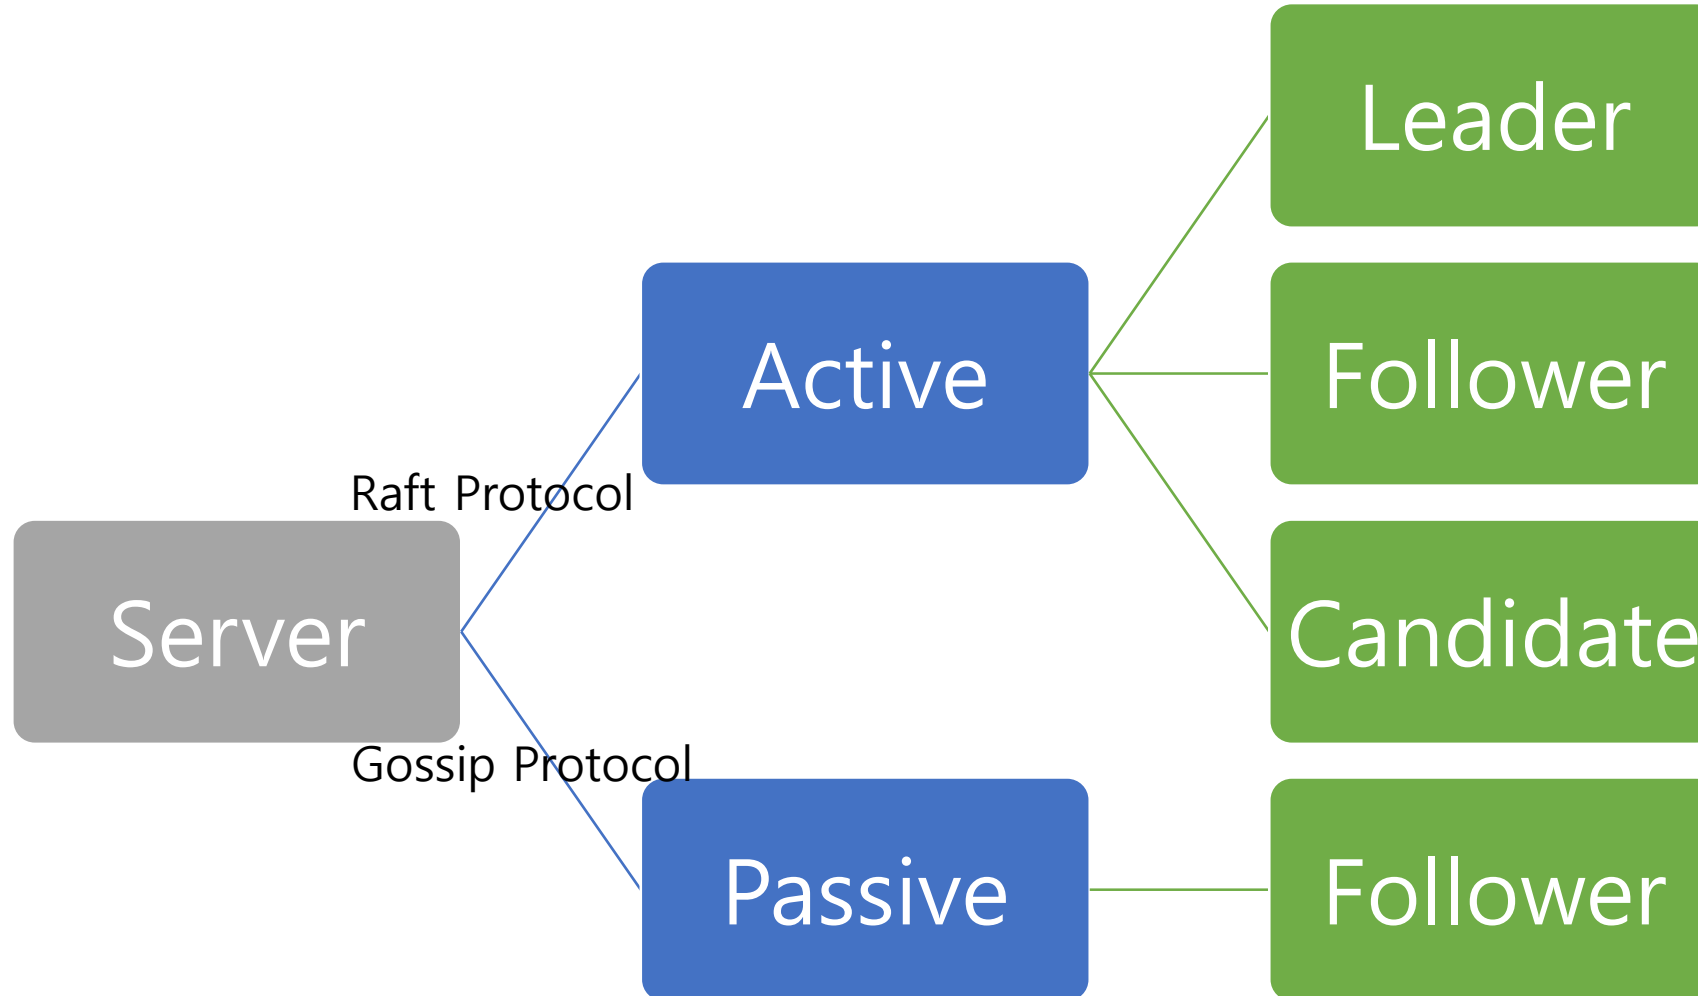 Leader
Active
Follower
Raft Protocol
Server
Candidate
Gossip Protocol
Passive
Follower